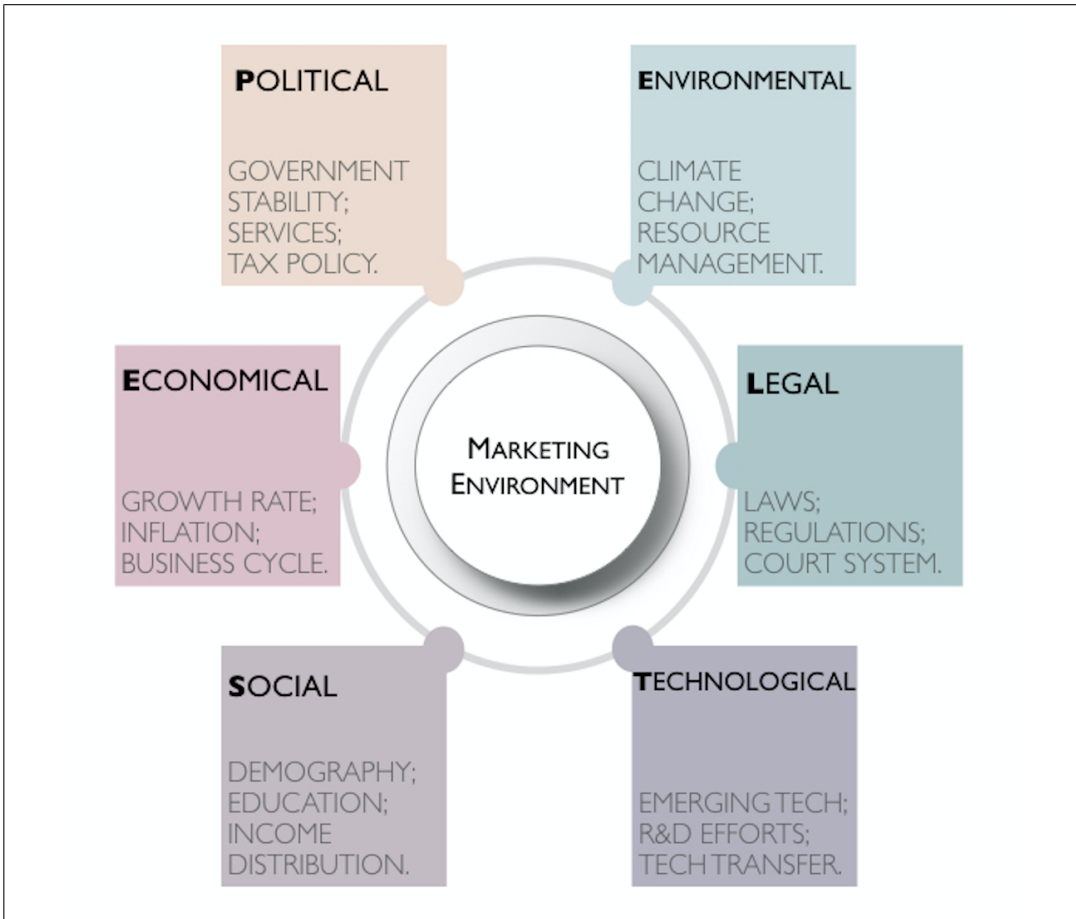 POLITICAL
GOVERNMENT
STABILITY;
SERVICES;
TAX POLICY.
ENVIRONMENTAL
CLIMATE
CHANGE;
RESOURCE
MANAGEMENT.
ECONOMICAL
GROWTH RATE;
INFLATION;
BUSINESS CYCLE.
MARKETING
ENVIRONMENT
LEGAL
LAWS;
REGULATIONS;
COURT SYSTEM.
SOCIAL
DEMOGRAPHY;
EDUCATION;
INCOME
DISTRIBUTION.
TECHNOLOGICAL
EMERGING TECH;
R&D EFFORTS;
TECH TRANSFER.